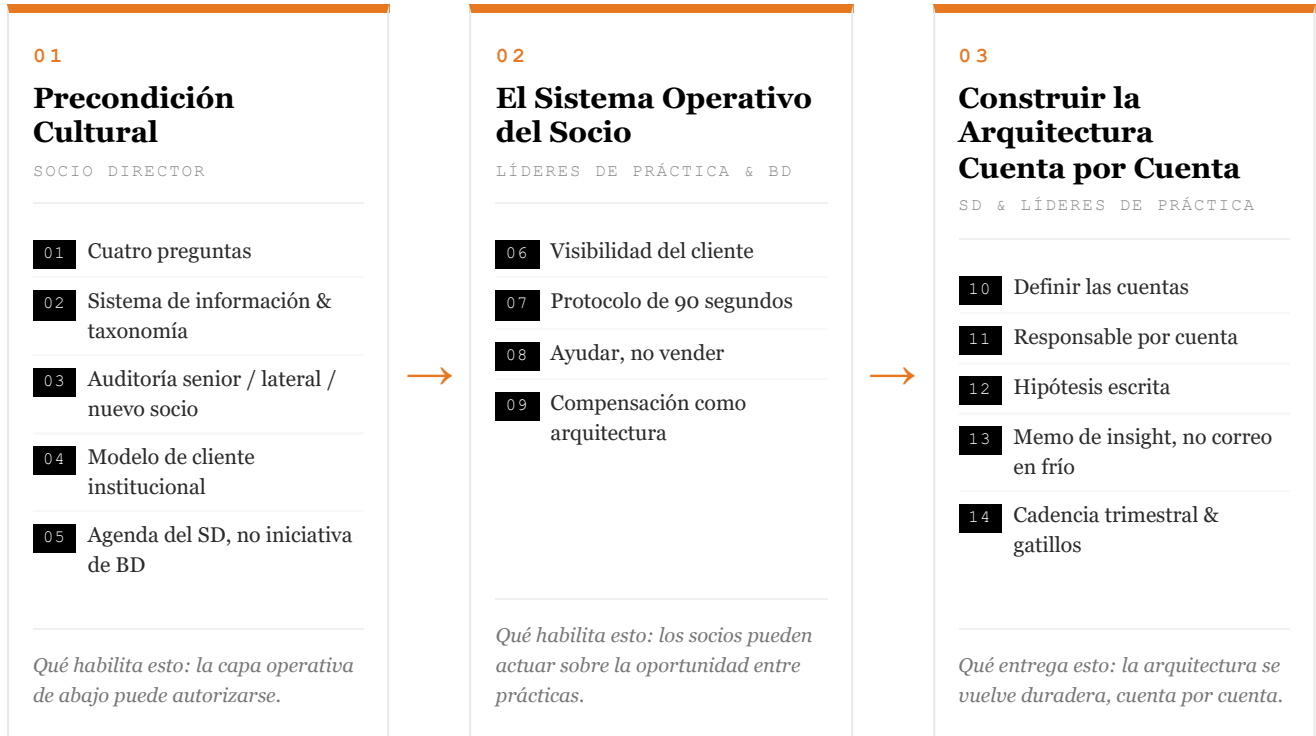 01
Precondición
Cultural
SOCIO DIRECTOR
01 Cuatro preguntas
02 Sistema de información &
taxonomía
03 Auditoría senior / lateral /
nuevo socio
04 Modelo de cliente
institucional
05 Agenda del SD, no iniciativa
de BD
Qué habilita esto: la capa operativa
de abajo puede autorizarse.
→
02
El Sistema Operativo
del Socio
LÍDERES DE PRÁCTICA & BD
06 Visibilidad del cliente
07 Protocolo de 90 segundos
08 Ayudar, no vender
09 Compensación como
arquitectura
Qué habilita esto: los socios pueden
actuar sobre la oportunidad entre
prácticas.
→
03
Construir la
Arquitectura
Cuenta por Cuenta
SD & LÍDERES DE PRÁCTICA
10 Definir las cuentas
11 Responsable por cuenta
12 Hipótesis escrita
13 Memo de insight, no correo
en frío
14 Cadencia trimestral &
gatillos
Qué entrega esto: la arquitectura se
vuelve duradera, cuenta por cuenta.